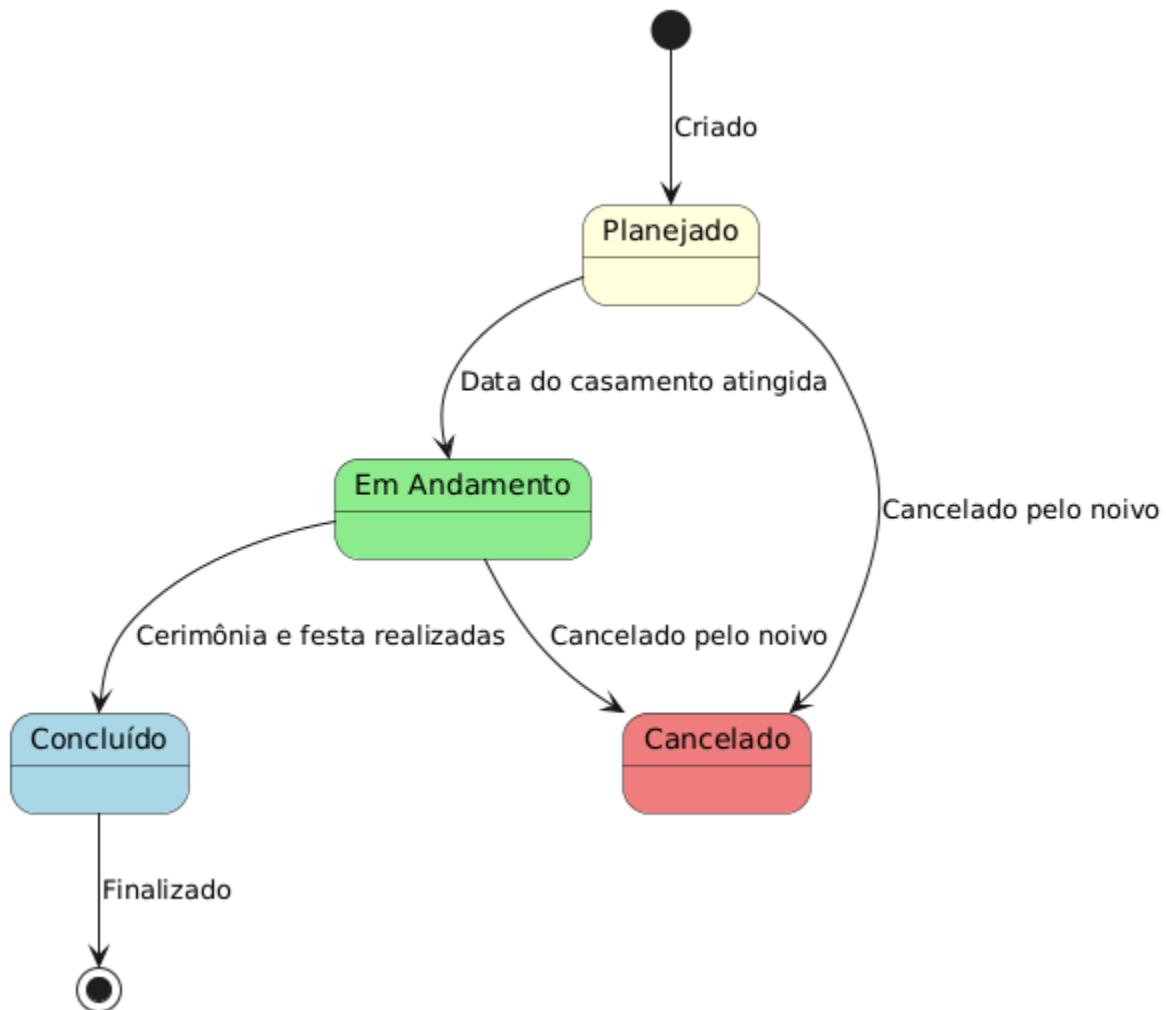 Criado
Planejado
Data do casamento atingida
Em Andamento
Cancelado pelo noivo
Cerimônia e festa realizadas
Cancelado pelo noivo
Concluído
Cancelado
Finalizado